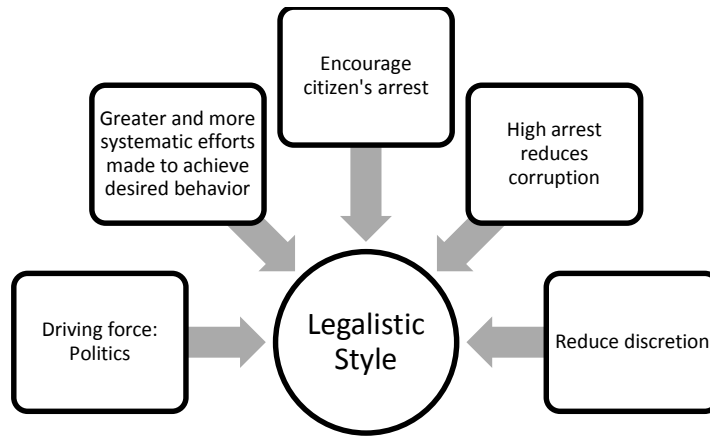 Encourage
citizen's arrest
Greater and more
systematic efforts
made to achieve
desired behavior
High arrest
reduces
corruption
Driving force:
Politics
Legalistic
Style
Reduce discretion